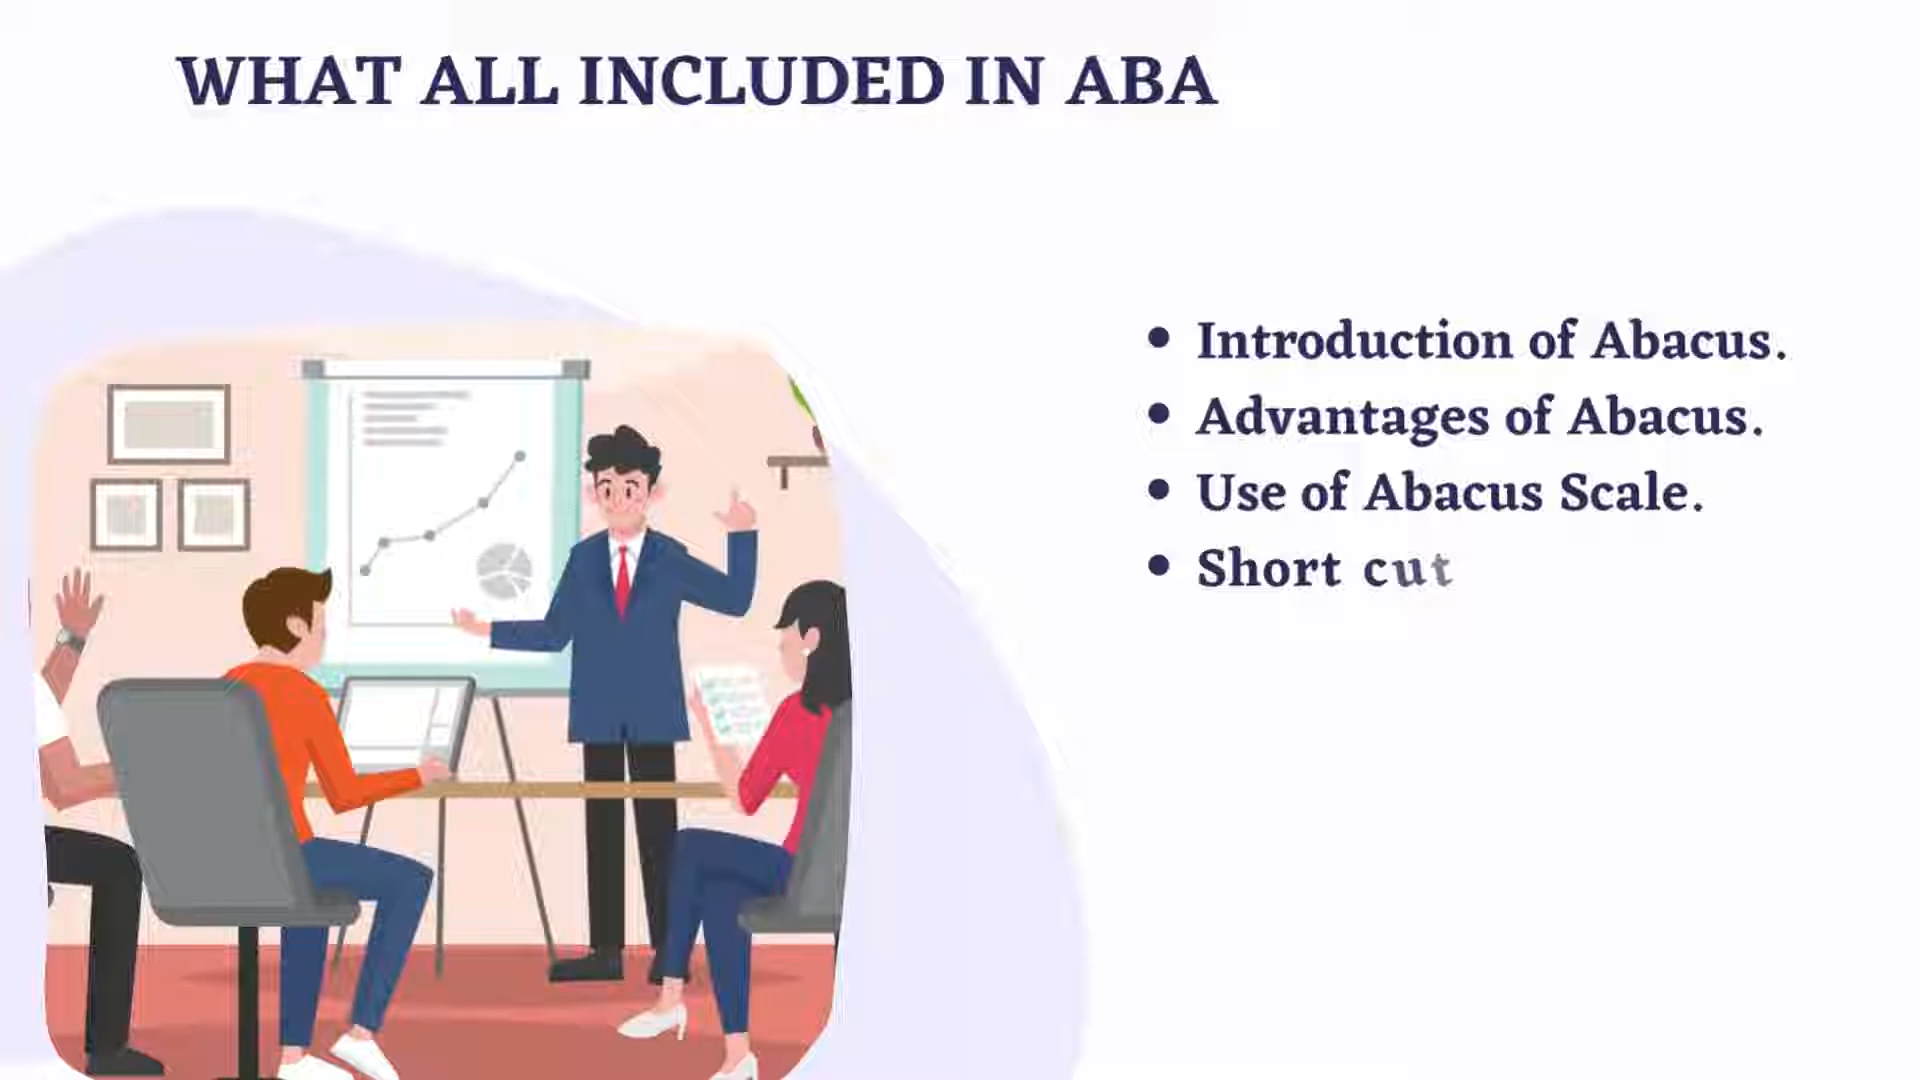 WHAT ALL INCLUDED IN ABA
• Introduction of Abacus.
• Advantages of Abacus.
• Use of Abacus Scale.
• Short cut